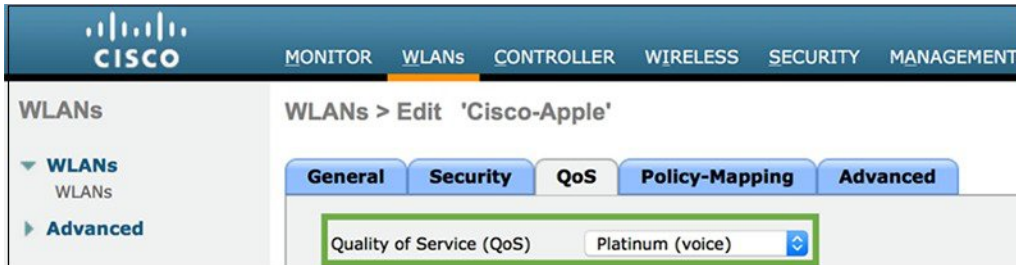 CISCO
MONITOR WLANs CONTROLLER WIRELESS SECURITY MANAGEMENT
WLANs
WLANs
WLANs
Advanced
WLANs > Edit 'Cisco-Apple'
General Security QoS Policy-Mapping Advanced
Quality of Service (QoS) Platinum (voice)